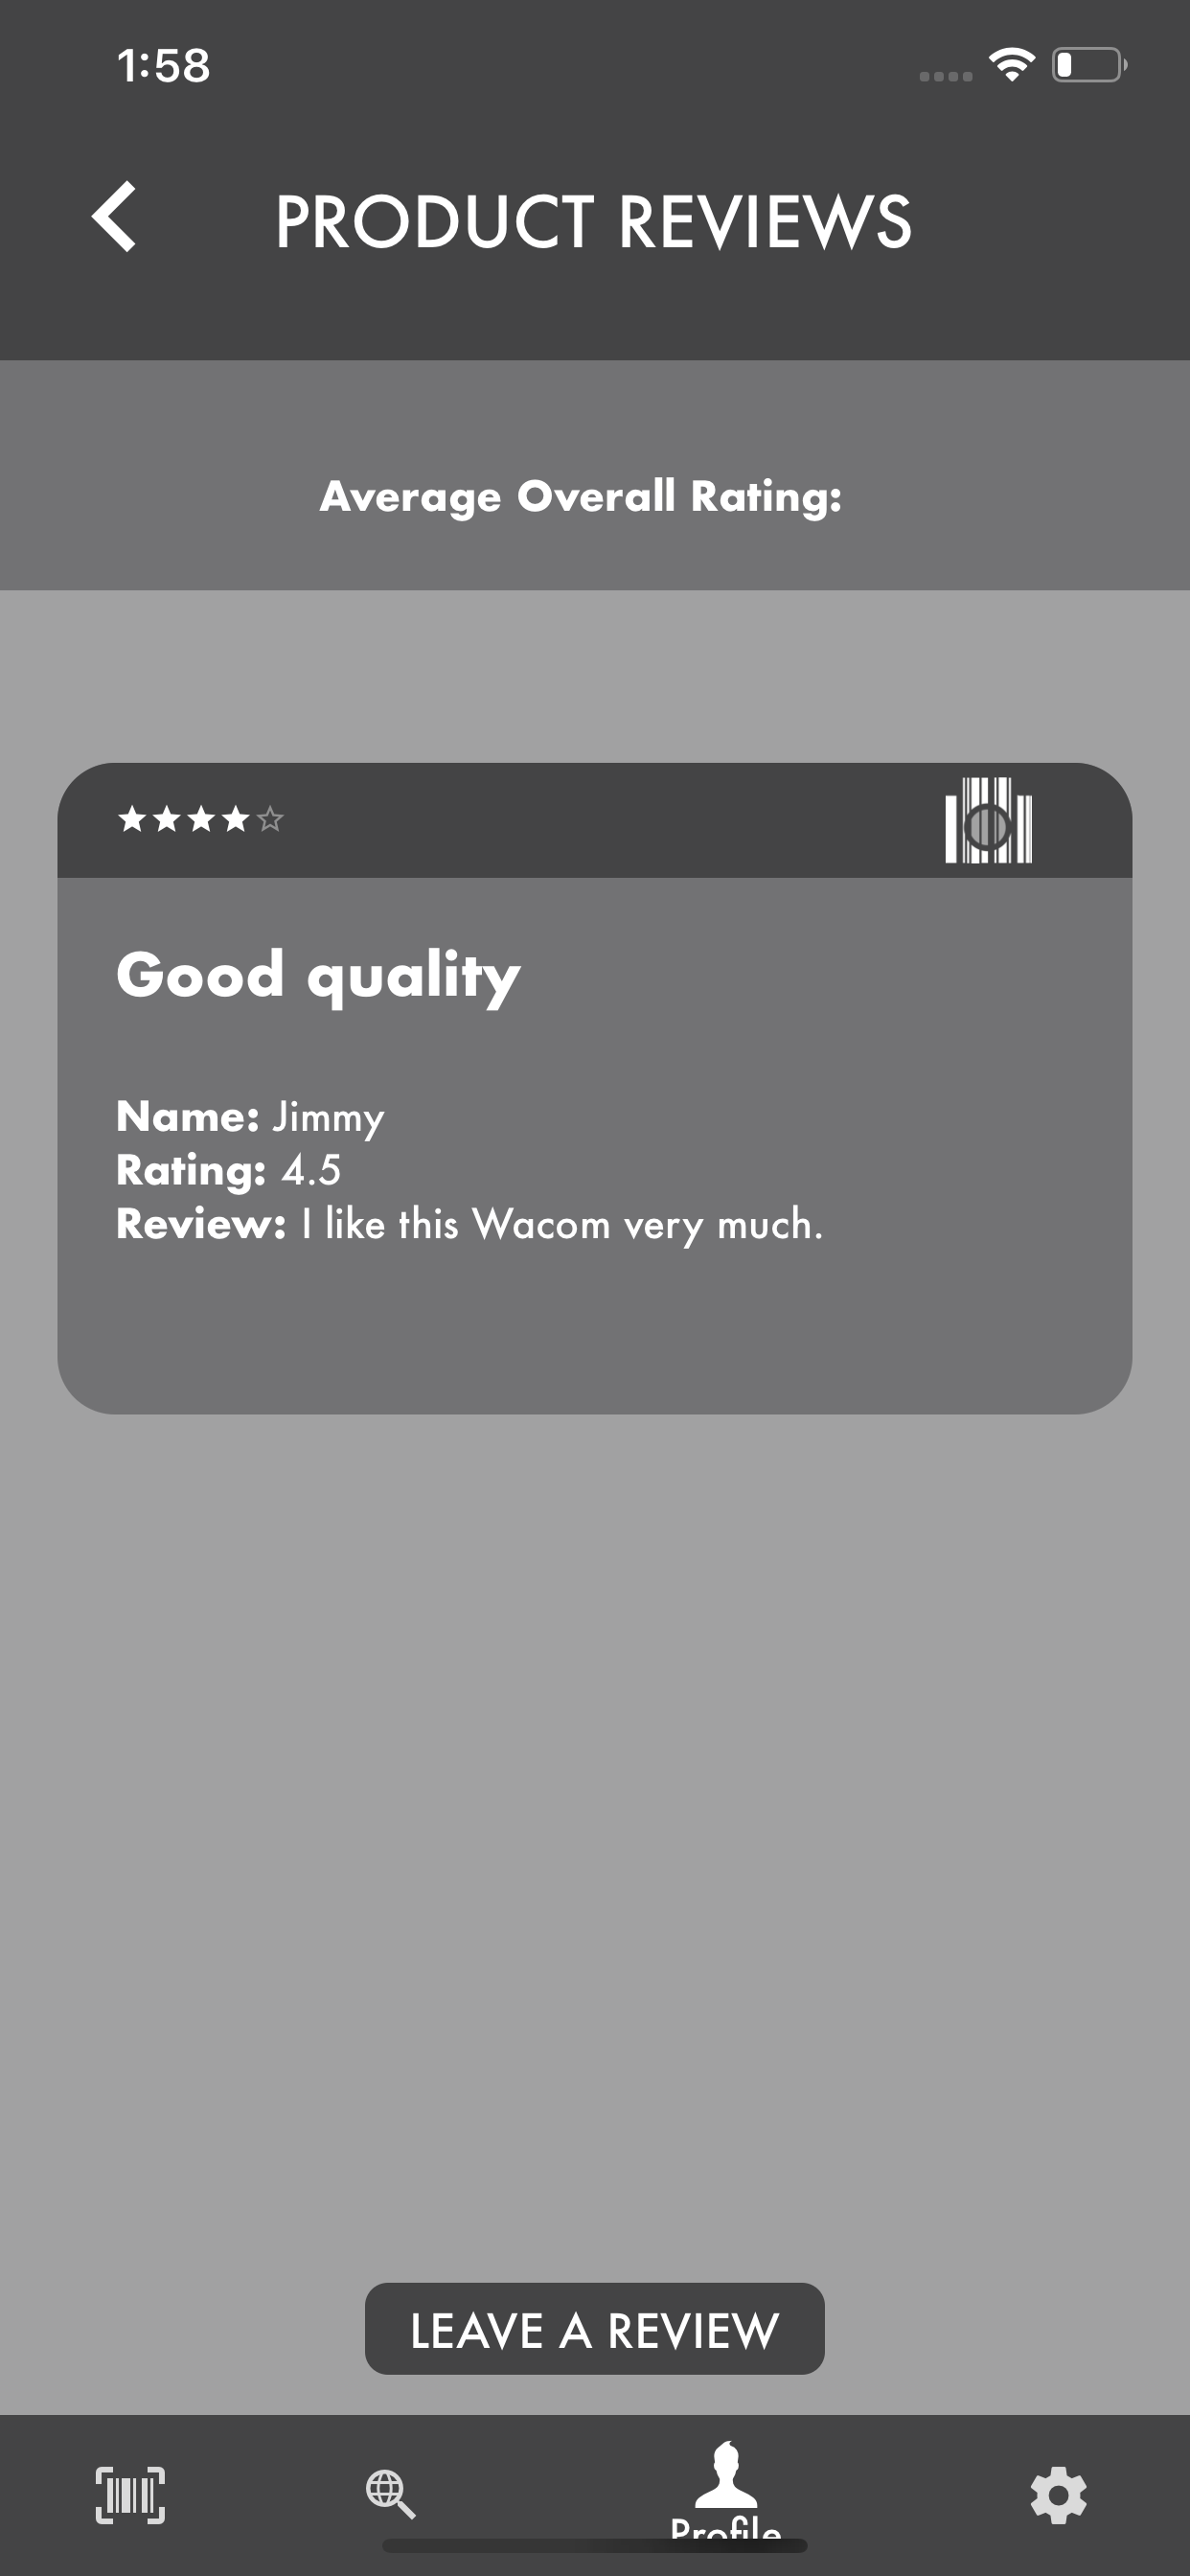 1:58
PRODUCT REVIEWS
Average Overall Rating:
Good quality
Name: Jimmy
Rating: 4.5
Review: I like this Wacom very much.
LEAVE A REVIEW
Profile